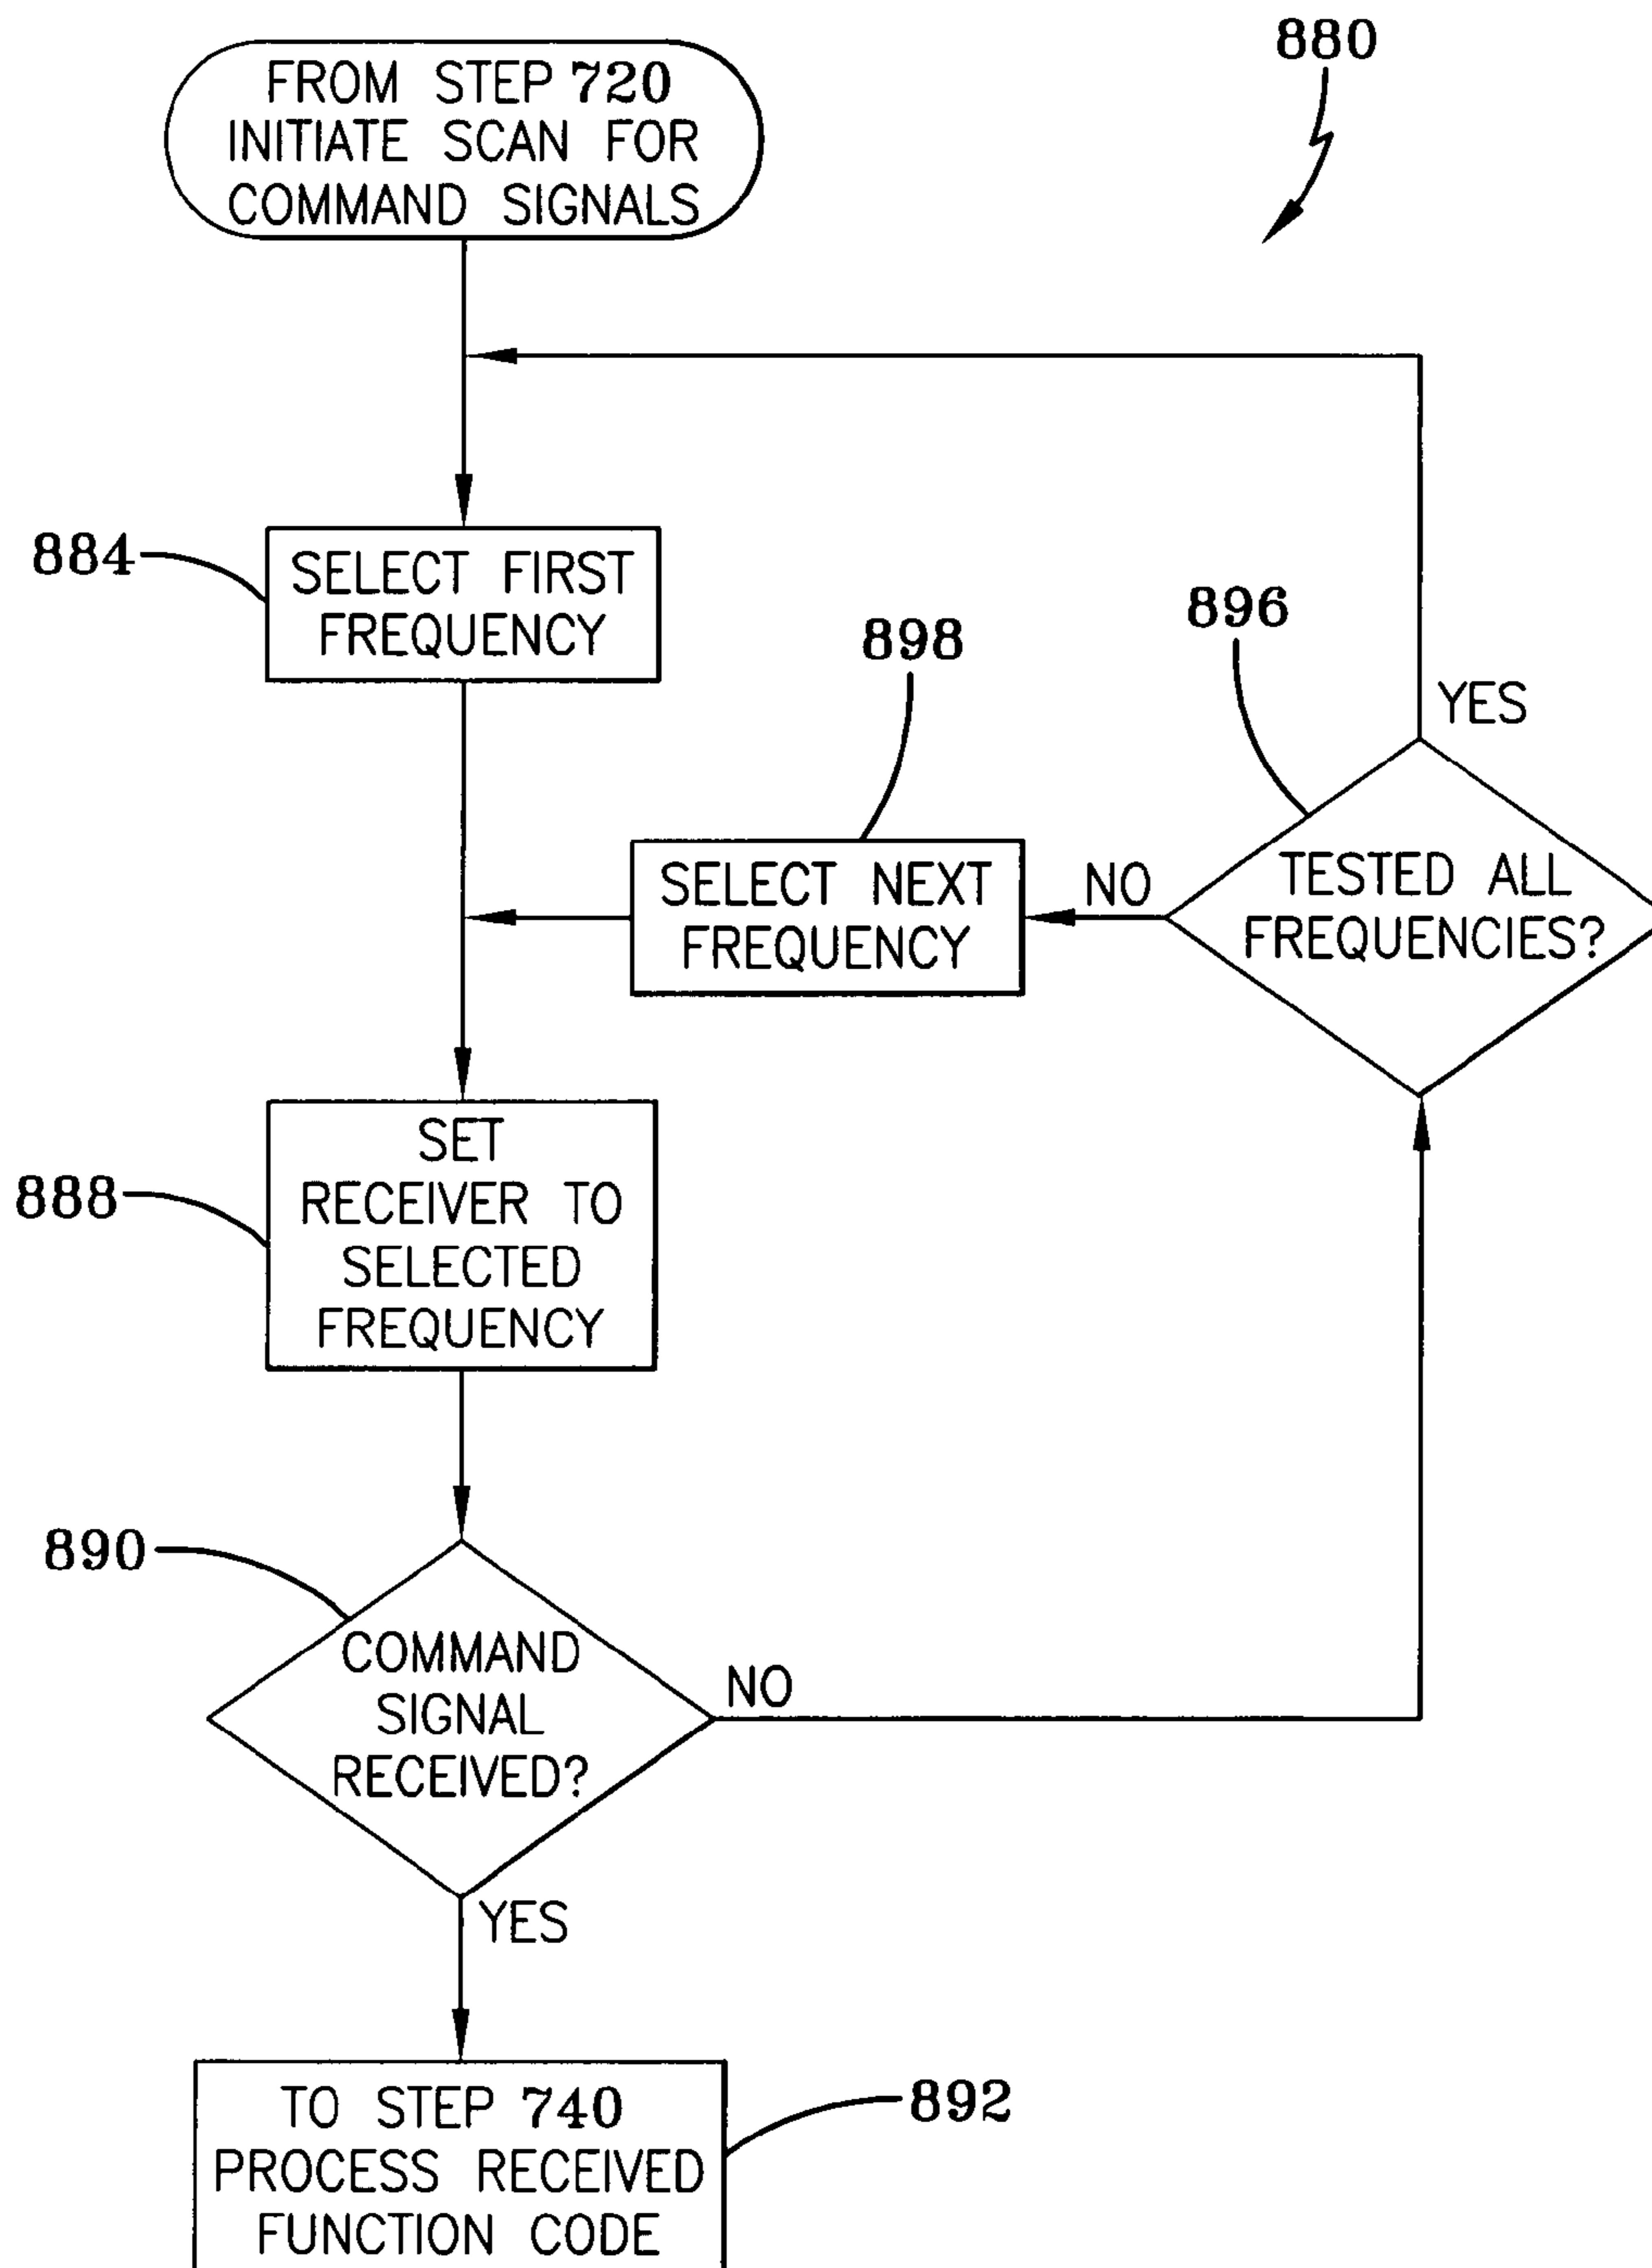 880
FROM STEP 720
INITIATE SCAN FOR
COMMAND SIGNALS
884
SELECT FIRST
FREQUENCY
898
SELECT NEXT
FREQUENCY
896
YES
NO
TESTED ALL
FREQUENCIES?
888
SET
RECEIVER TO
SELECTED
FREQUENCY
890
COMMAND
SIGNAL
RECEIVED?
NO
YES
TO STEP 740
PROCESS RECEIVED
FUNCTION CODE
892